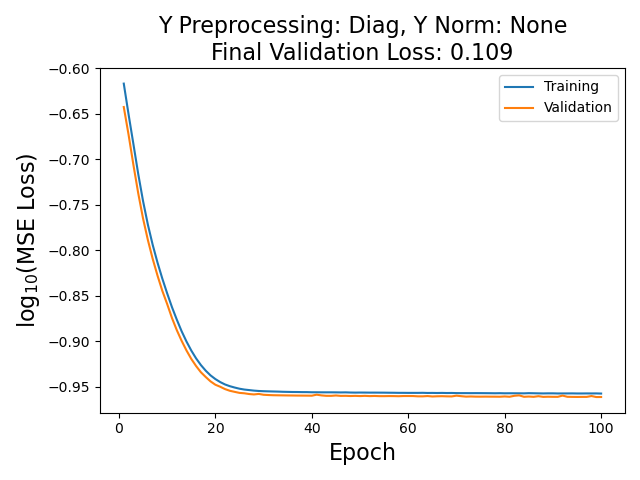 Y Preprocessing: Diag, Y Norm: None
Final Validation Loss: 0.109
Training
Validation
log10(MSE Loss)
−0.60
−0.65
−0.70
−0.75
−0.80
−0.85
−0.90
−0.95
0
20
40
60
80
100
Epoch